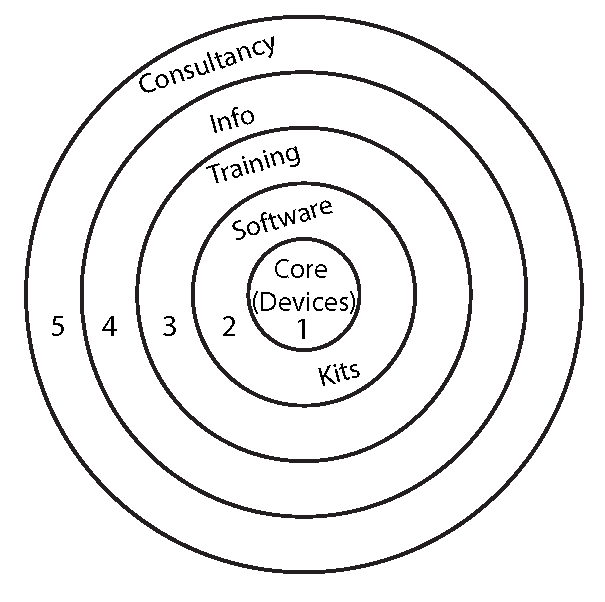 Consultancy
Info
Training
Software
Core
(Devices)
5 4 3 2 1
Kits